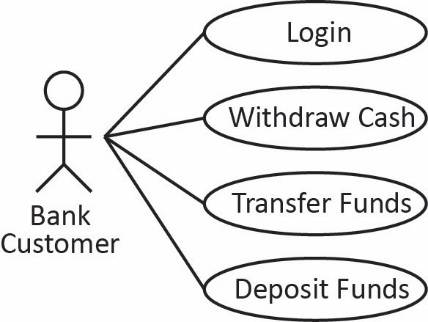 Login
Withdraw Cash
Transfer Funds
Deposit Funds
Bank
Customer